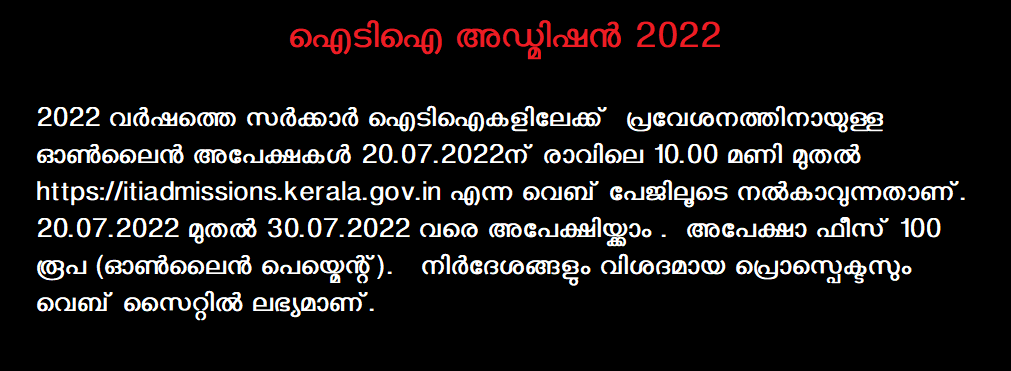 ഐടിഐ അഡ്മിഷൻ 2022
2022 വർഷത്തെ സർക്കാർ ഐടിഐകളിലേക്ക് പ്രവേശനത്തിനായുള്ള
ഓൺലൈൻ അപേക്ഷകൾ 20.07.2022ന് രാവിലെ 10.00 മണി മുതൽ
https://itiadmissions.kerala.gov.in എന്ന വെബ് പേജിലൂടെ നൽകാവുന്നതാണ്.
20.07.2022 മുതൽ 30.07.2022 വരെ അപേക്ഷിയ്ക്കാം . അപേക്ഷാ ഫീസ് 100
രൂപ (ഓൺലൈൻ പെയ്മെന്റ്). നിർദേശങ്ങളും വിശദമായ പ്രൊസ്പെക്ടസും
വെബ് സൈറ്റിൽ ലഭ്യമാണ്.